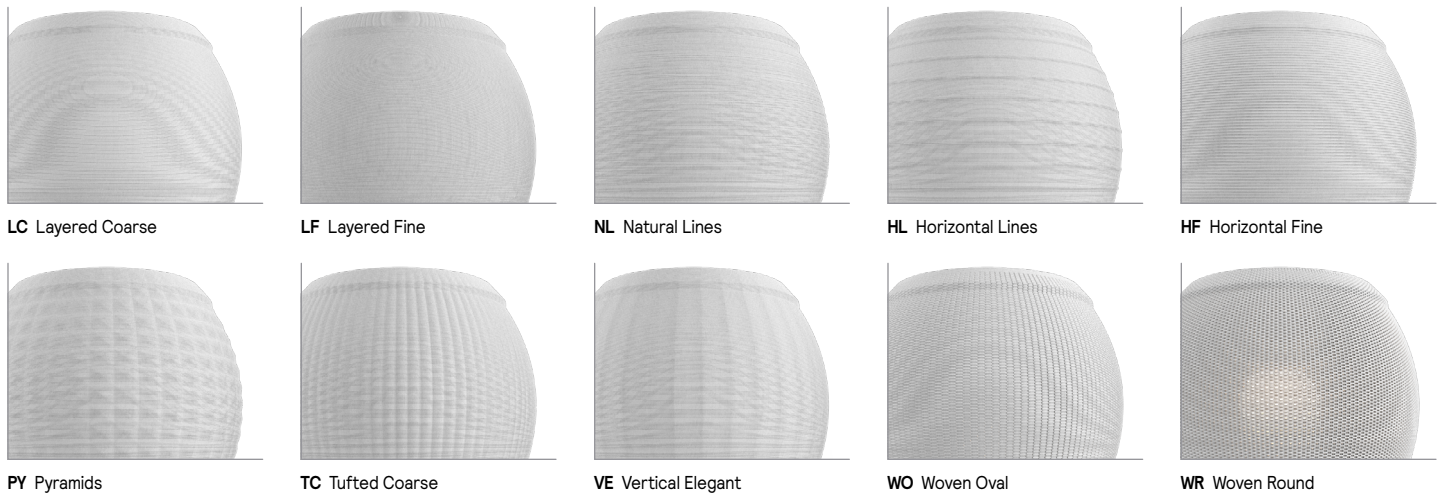 LC Layered Coarse
LF Layered Fine
NL Natural Lines
HL Horizontal Lines
HF Horizontal Fine
PY Pyramids
TC Tufted Coarse
VE Vertical Elegant
WO Woven Oval
WR Woven Round